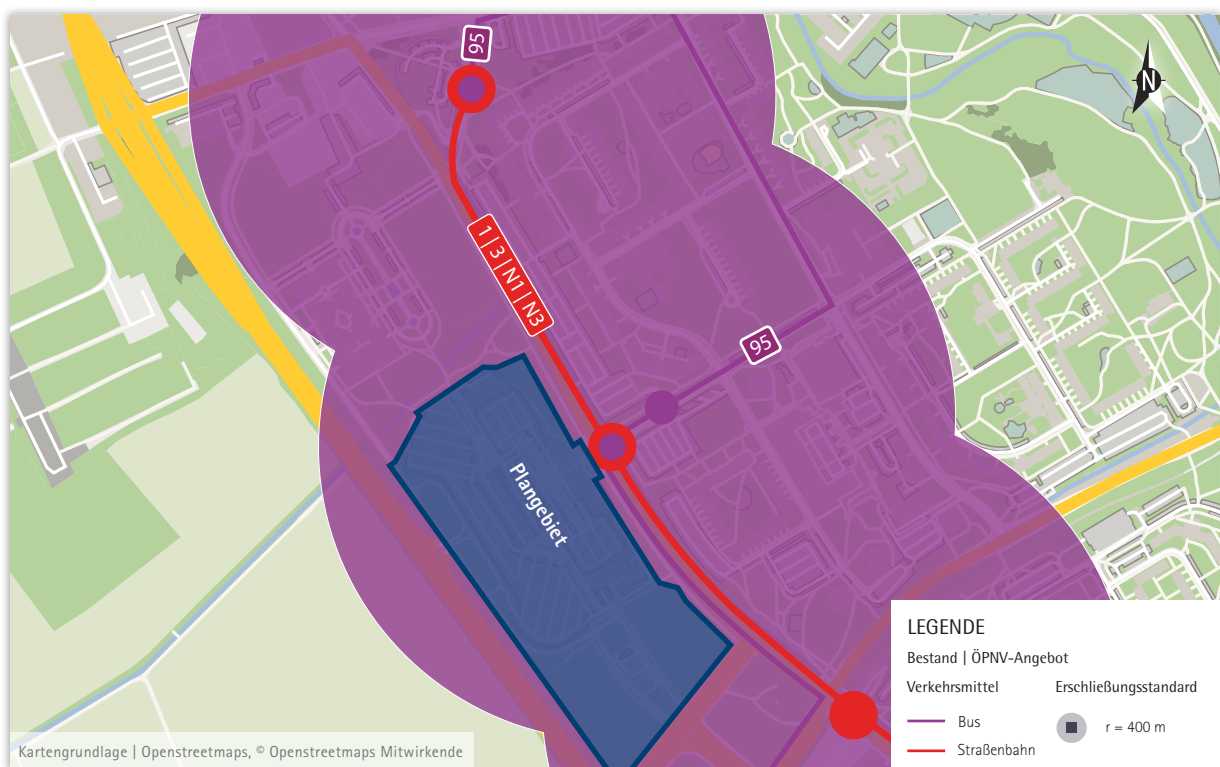 95
N
1 | 3 | N1 | N3
95
Plangebiet
LEGENDE
Bestand | ÖPNV-Angebot
Verkehrsmittel
Erschließungsstandard
Bus
r = 400 m
Straßenbahn
Kartengrundlage | Openstreetmaps, © Openstreetmaps Mitwirkende